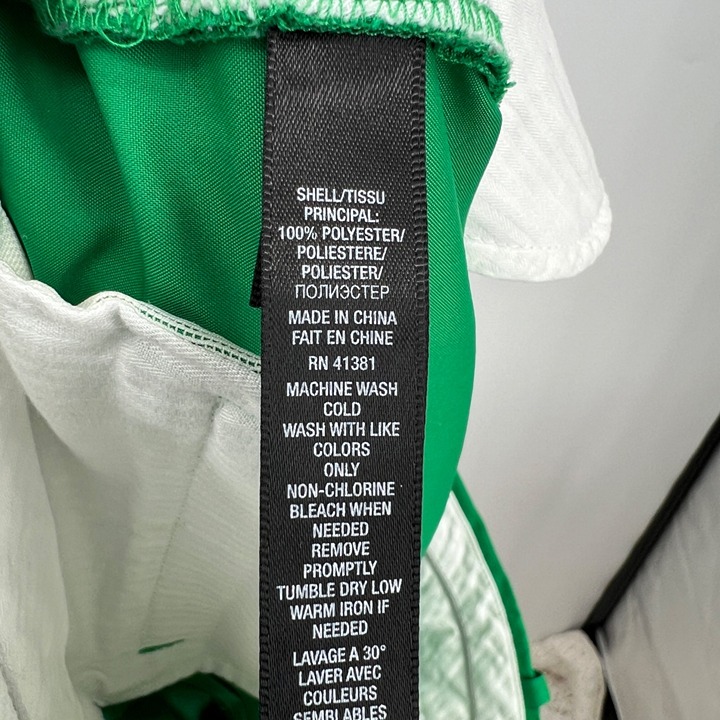 SHELL/TISSU
PRINCIPAL:
100% POLYESTER/
POLIESTERE/
POLIESTER/
ПОЛИЭСТЕР
MADE IN CHINA
FAIT EN CHINE
RN 41381
MACHINE WASH
COLD
WASH WITH LIKE
COLORS
ONLY
NON-CHLORINE
BLEACH WHEN
NEEDED
REMOVE
PROMPTLY
TUMBLE DRY LOW
WARM IRON IF
NEEDED
LAVAGE A 30°
LAVER AVEC
COULEURS
SEMBLABLES